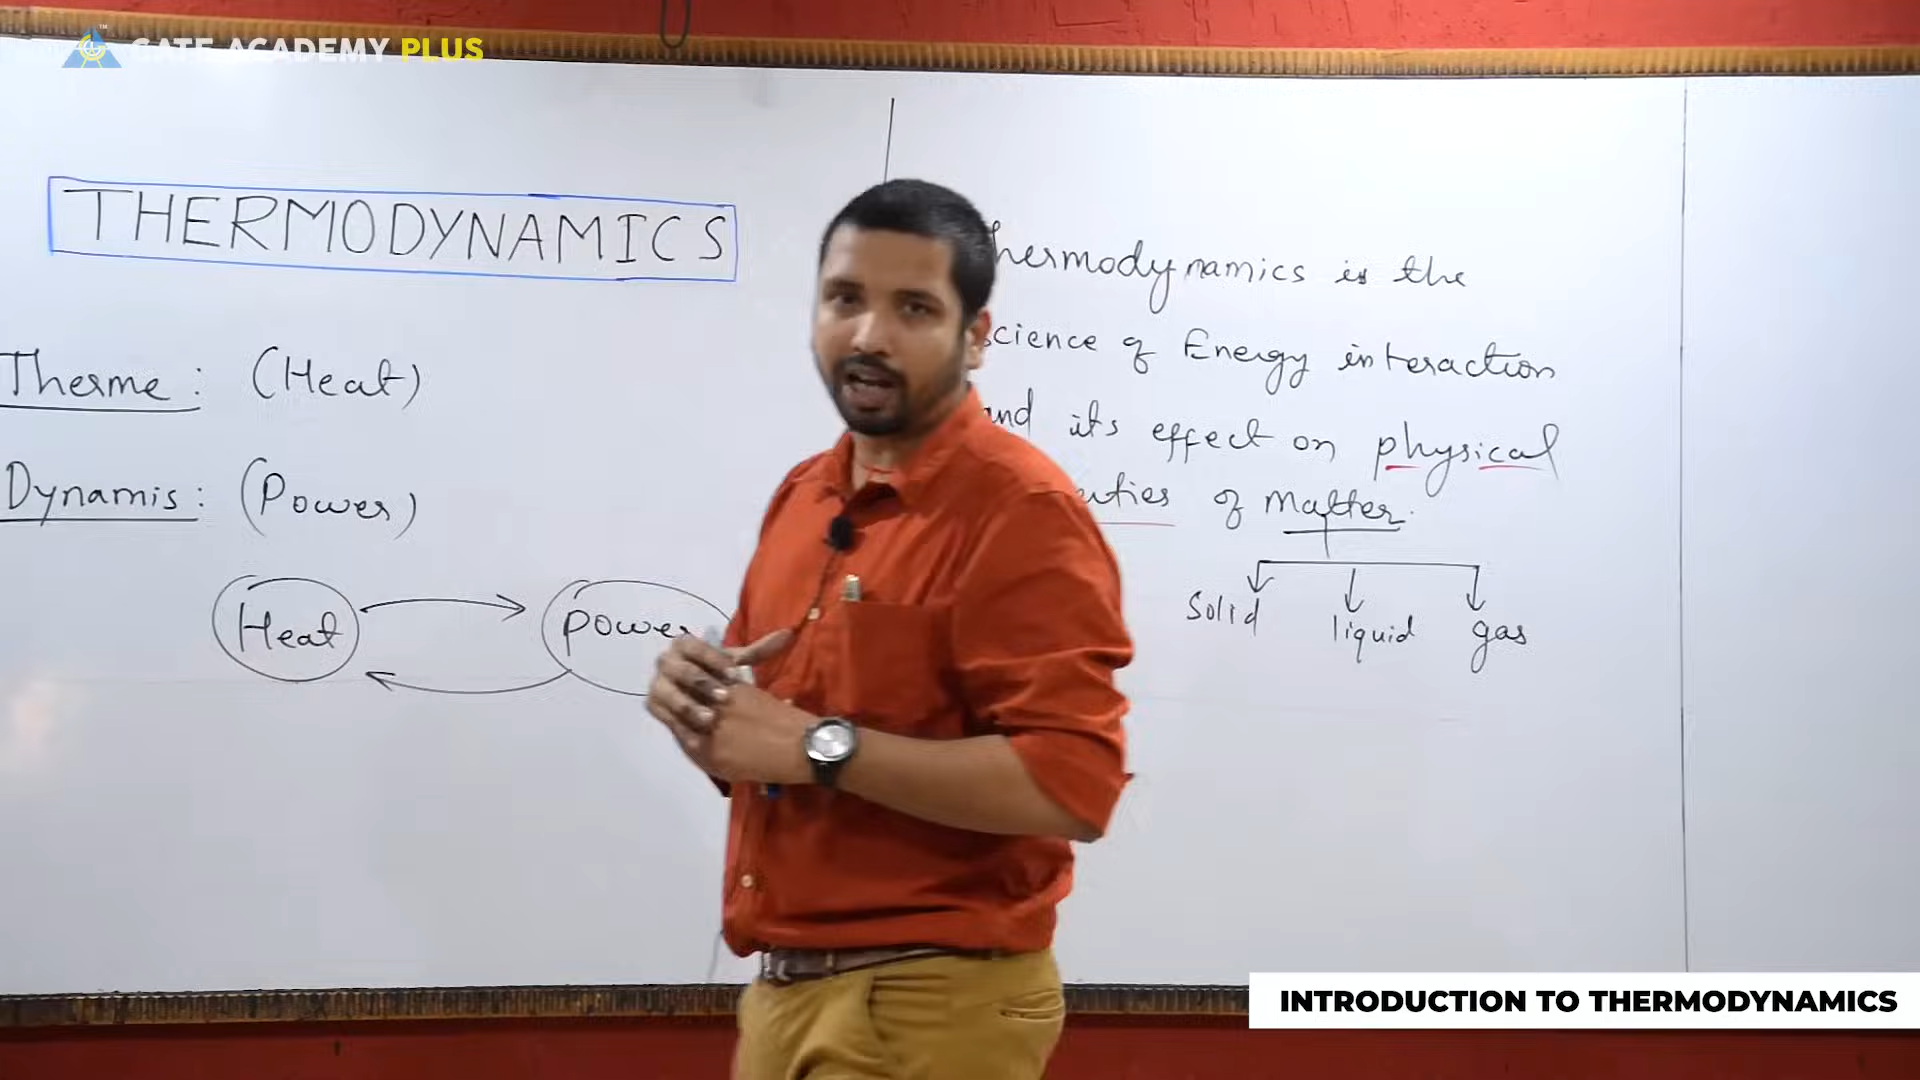 GATE ACADEMY PLUS
THERMODYNAMICS
Therme : (Heat)
Dynamis : (Power)
Heat
power
hermodynamics is the
science of Energy interaction
and its effect on physical
of Matter.
Solid liquid gas
INTRODUCTION TO THERMODYNAMICS